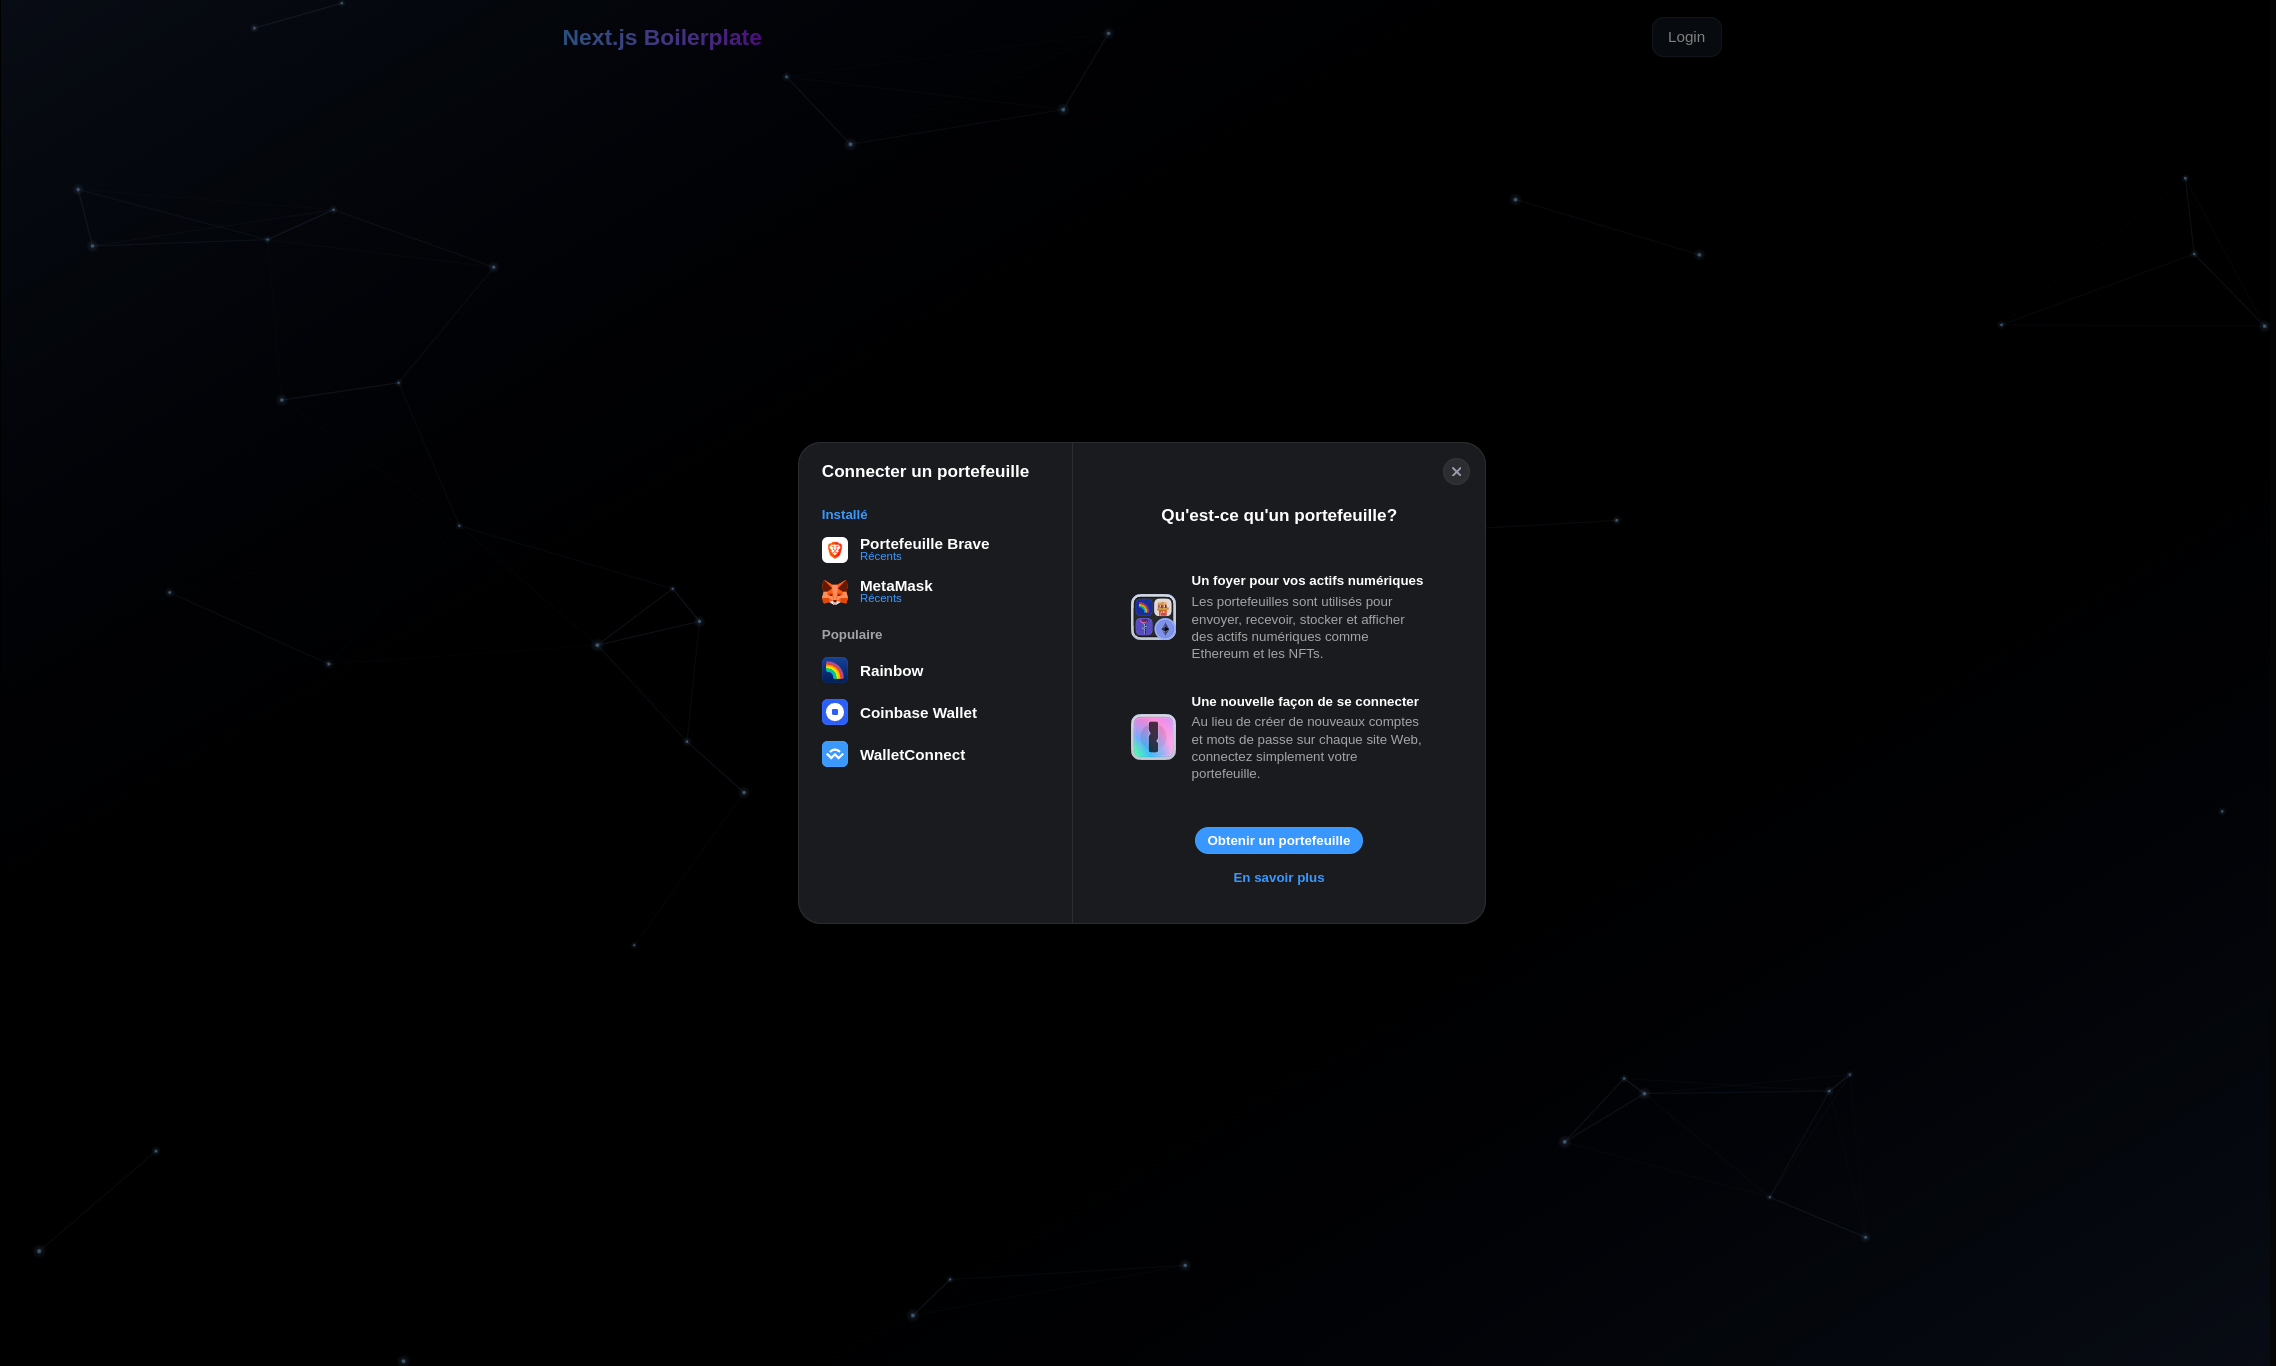 Next.js Boilerplate
Login
Connecter un portefeuille
Installé
Portefeuille Brave
Récents
MetaMask
Récents
Populaire
Rainbow
Coinbase Wallet
WalletConnect
Qu'est-ce qu'un portefeuille?
Un foyer pour vos actifs numériques
Les portefeuilles sont utilisés pour
envoyer, recevoir, stocker et afficher
des actifs numériques comme
Ethereum et les NFTs.
Une nouvelle façon de se connecter
Au lieu de créer de nouveaux comptes
et mots de passe sur chaque site Web,
connectez simplement votre
portefeuille.
Obtenir un portefeuille
En savoir plus